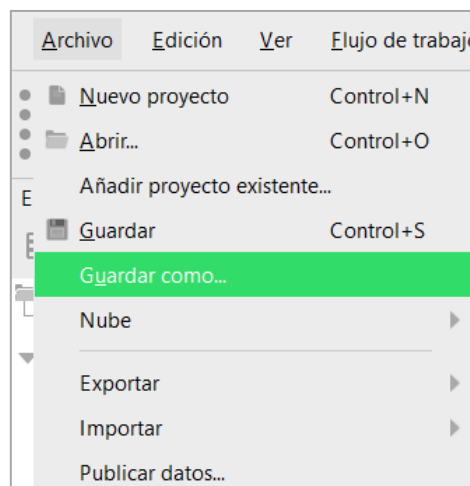 Archivo Edición Ver Flujo de trabajo
Nuevo proyecto Control+N
Abrir... Control+O
Añadir proyecto existente...
E
Guardar Control+S
Guardar como...
Nube
Exportar
Importar
Publicar datos...